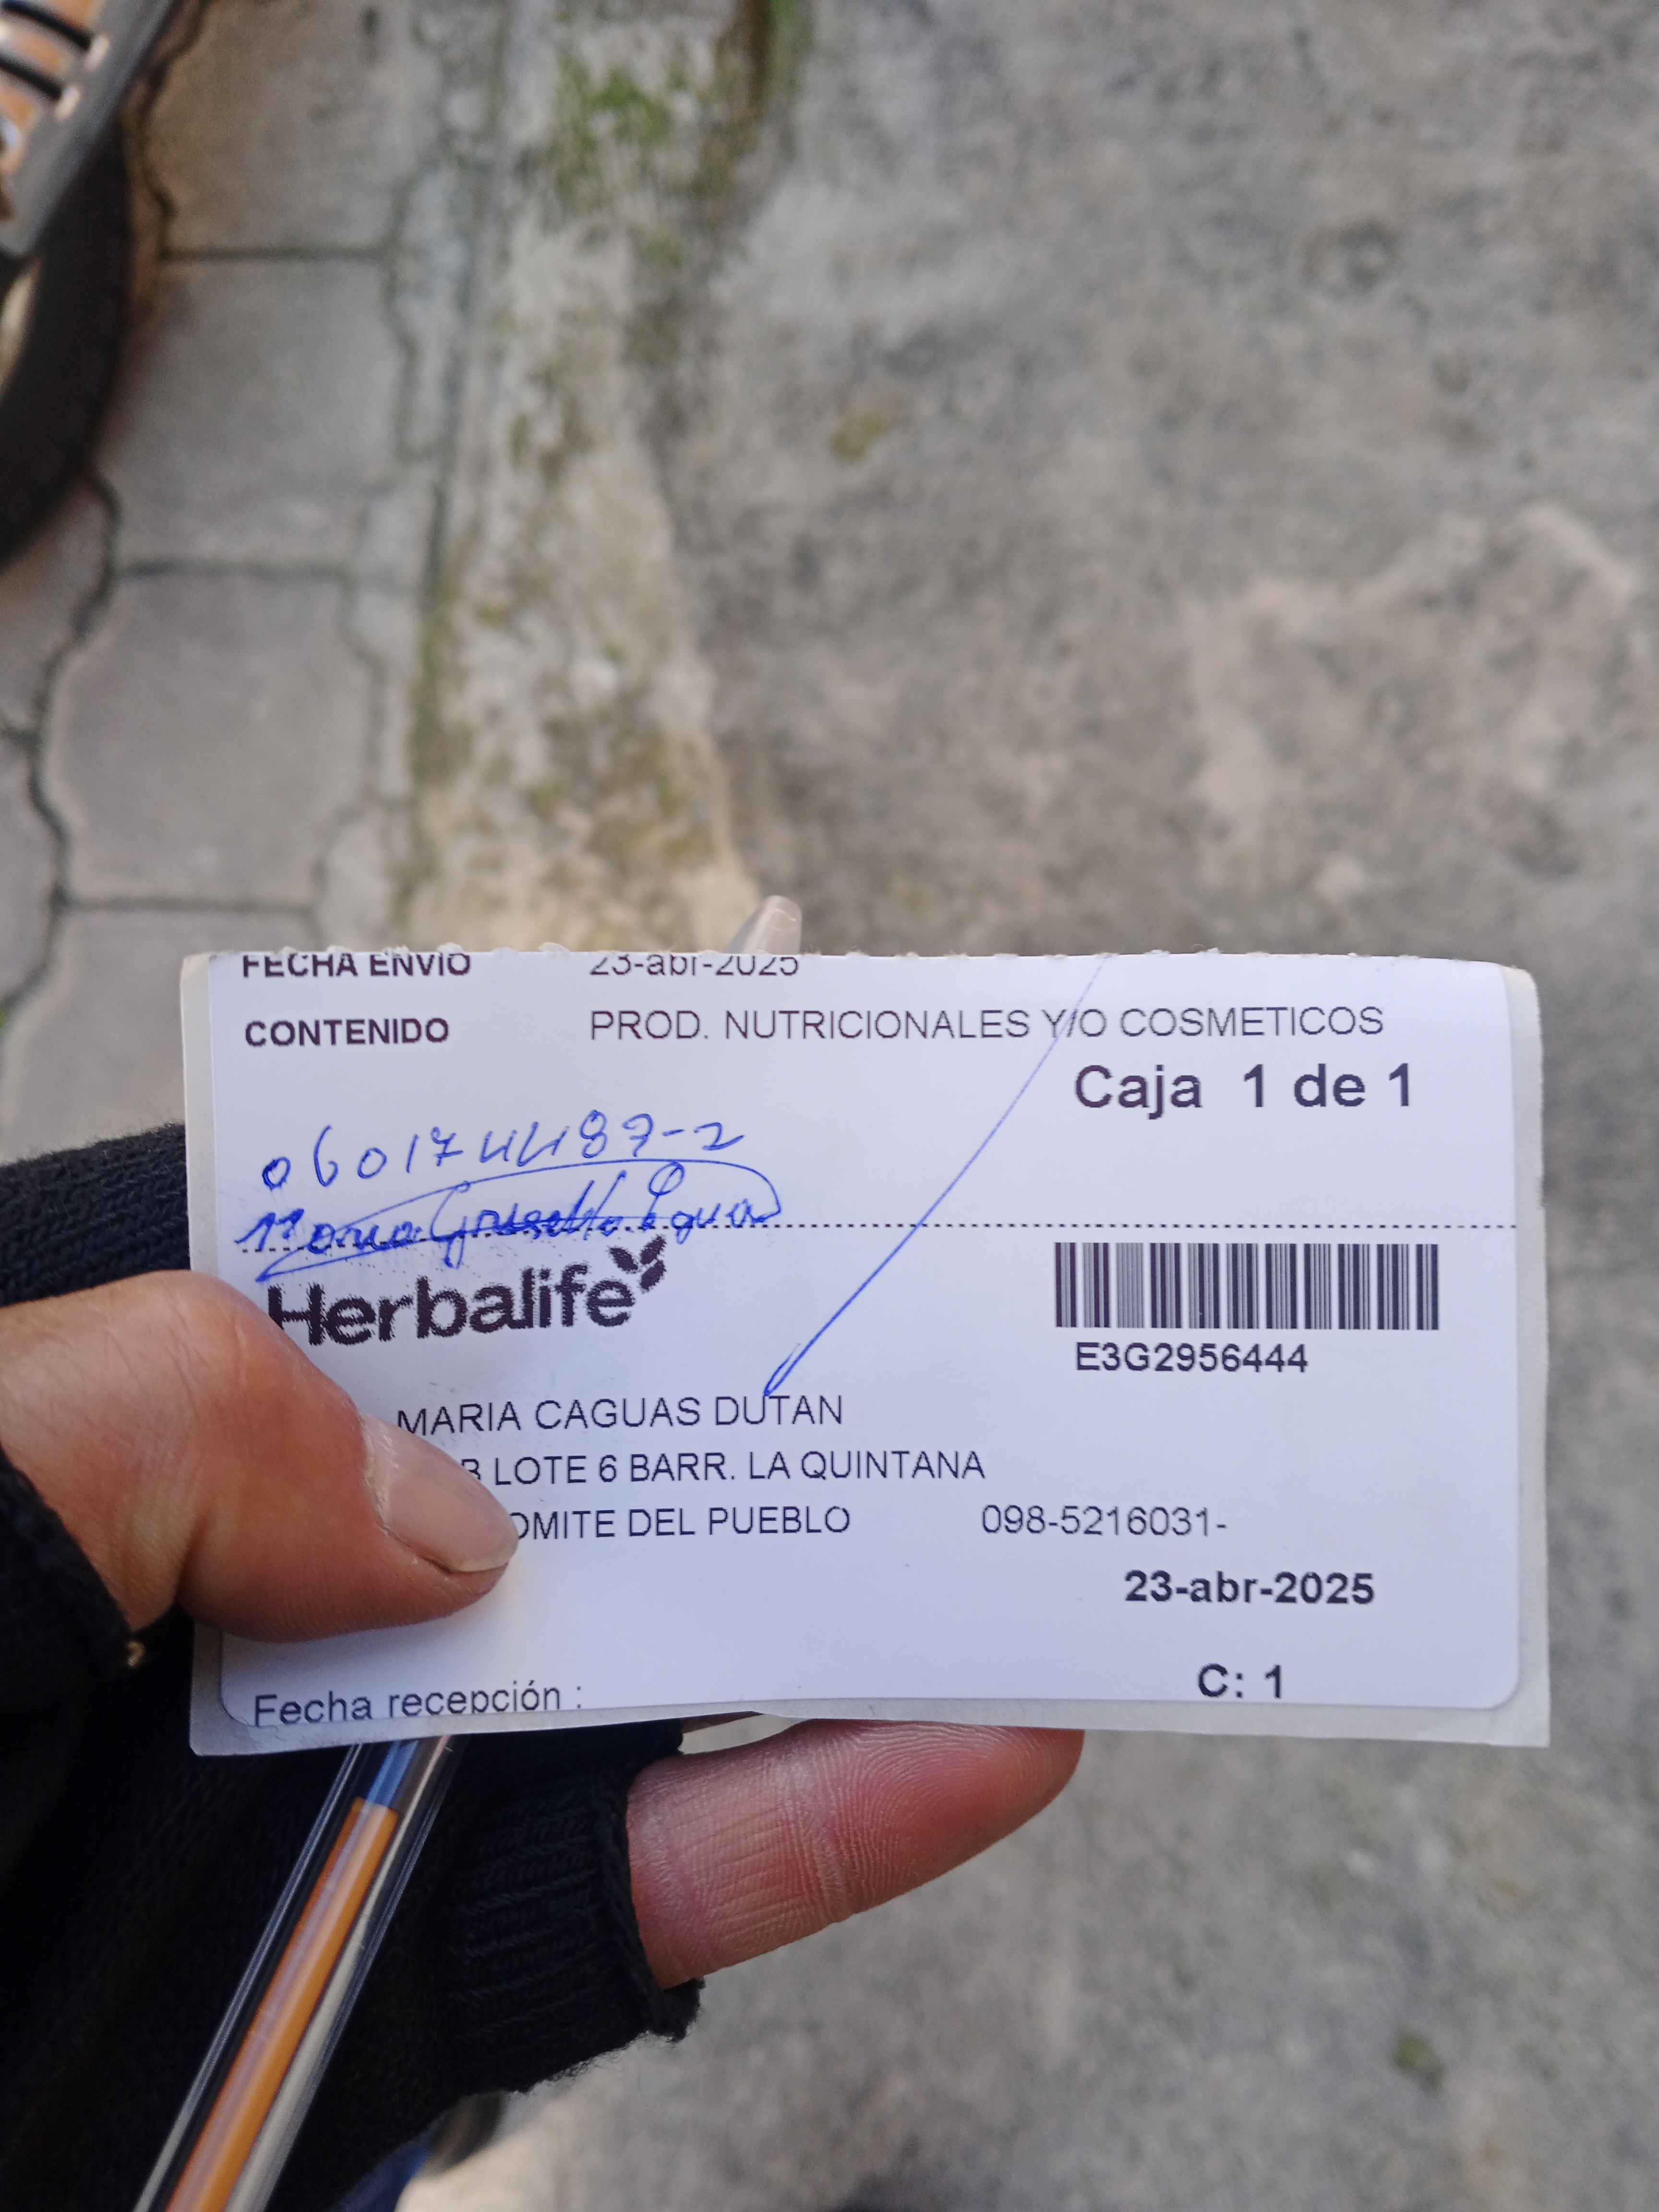 FECHA ENVIO 23-abr-2025
CONTENIDO PROD. NUTRICIONALES Y/O COSMETICOS
Caja 1 de 1
060174487-2
Herbalife
E3G2956444
MARIA CAGUAS DUTAN
B LOTE 6 BARR. LA QUINTANA
OMITE DEL PUEBLO 098-5216031-
23-abr-2025
C: 1
Fecha recepción :